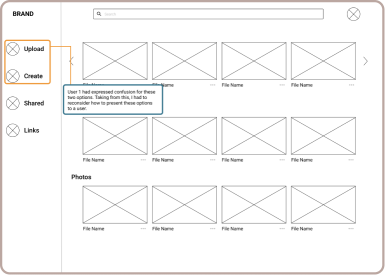 BRAND
Search
Upload
Create
Shared
Links
User 1 had expressed confusion for these
two options. Taking from this, I had to
reconsider how to present these options
to a user.
File Name
File Name
File Name
File Name
File Name
File Name
File Name
File Name
Photos
File Name
File Name
File Name
File Name